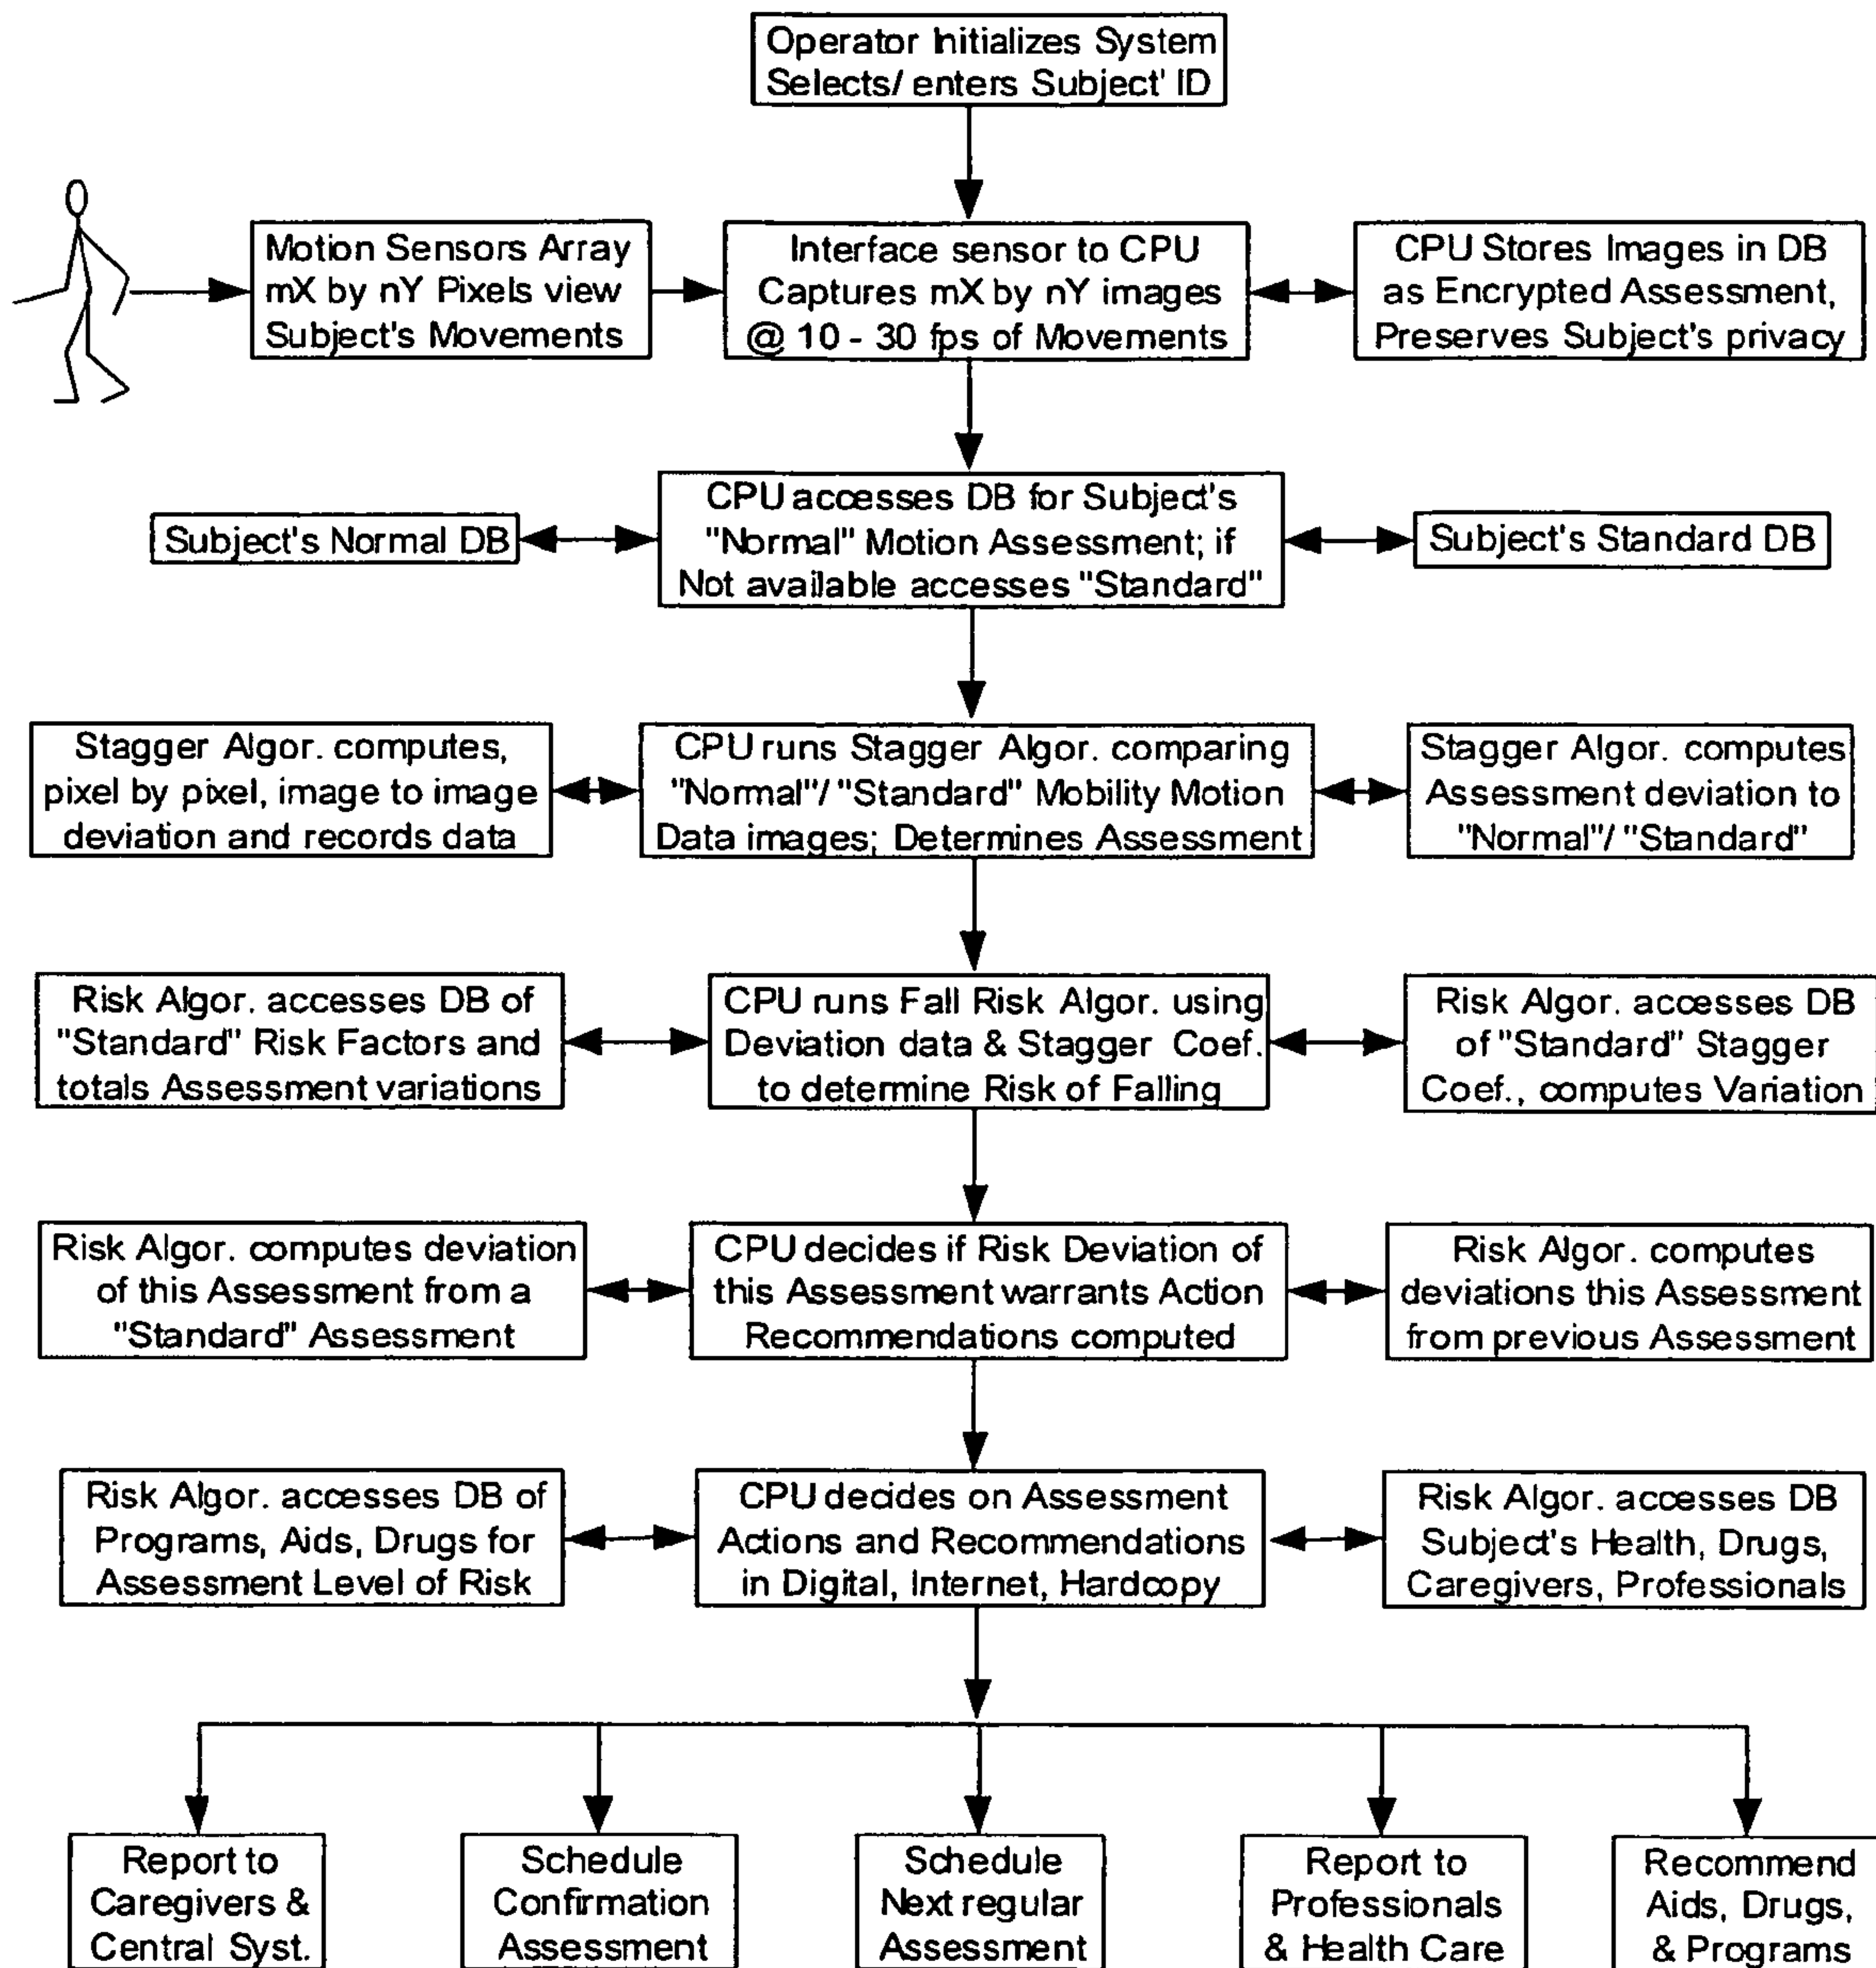 Operator Initializes System
Selects/ enters Subject' ID
Motion Sensors Array
mX by nY Pixels view
Subject's Movements
Interface sensor to CPU
Captures mX by nY images
@ 10 - 30 fps of Movements
CPU Stores Images in DB
as Encrypted Assessment,
Preserves Subject's privacy
Subject's Normal DB
CPU accesses DB for Subject's
"Normal" Motion Assessment; if
Not available accesses "Standard"
Subject's Standard DB
Stagger Algor. computes,
pixel by pixel, image to image
deviation and records data
CPU runs Stagger Algor. comparing
"Normal"/ "Standard" Mobility Motion
Data images; Determines Assessment
Stagger Algor. computes
Assessment deviation to
"Normal"/ "Standard"
Risk Algor. accesses DB of
"Standard" Risk Factors and
totals Assessment variations
CPU runs Fall Risk Algor. using
Deviation data & Stagger Coef.
to determine Risk of Falling
Risk Algor. accesses DB
of "Standard" Stagger
Coef., computes Variation
Risk Algor. computes deviation
of this Assessment from a
"Standard" Assessment
CPU decides if Risk Deviation of
this Assessment warrants Action
Recommendations computed
Risk Algor. computes
deviations this Assessment
from previous Assessment
Risk Algor. accesses DB of
Programs, Aids, Drugs for
Assessment Level of Risk
CPU decides on Assessment
Actions and Recommendations
in Digital, Internet, Hardcopy
Risk Algor. accesses DB
Subject's Health, Drugs,
Caregivers, Professionals
Report to
Caregivers &
Central Syst.
Schedule
Confirmation
Assessment
Schedule
Next regular
Assessment
Report to
Professionals
& Health Care
Recommend
Aids, Drugs,
& Programs